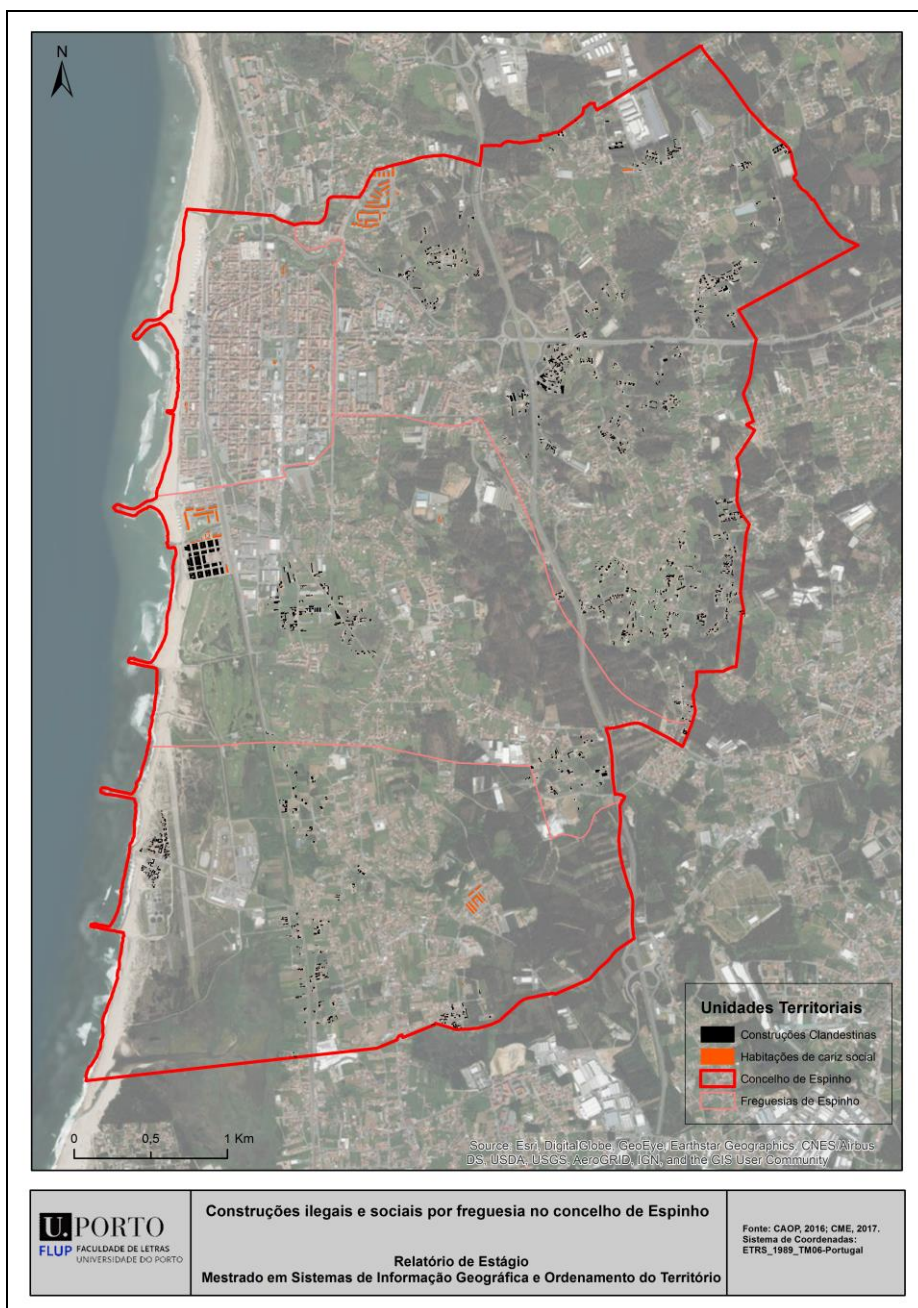 N
Unidades Territoriais
Construções Clandestinas
Habitações de cariz social
Concelho de Espinho
Freguesias de Espinho
0 0,5 1 Km
Source: Esri, DigitalGlobe, GeoEye, Earthstar Geographics, CNES/Airbus
DS, USDA, USGS, AeroGRID, IGN, and the GIS User Community
U.PORTO
FLUP FACULDADE DE LETRAS
UNIVERSIDADE DO PORTO
Construções ilegais e sociais por freguesia no concelho de Espinho
Relatório de Estágio
Mestrado em Sistemas de Informação Geográfica e Ordenamento do Território
Fonte: CAOP, 2016; CME, 2017.
Sistema de Coordenadas:
ETRS_1989_TM06-Portugal